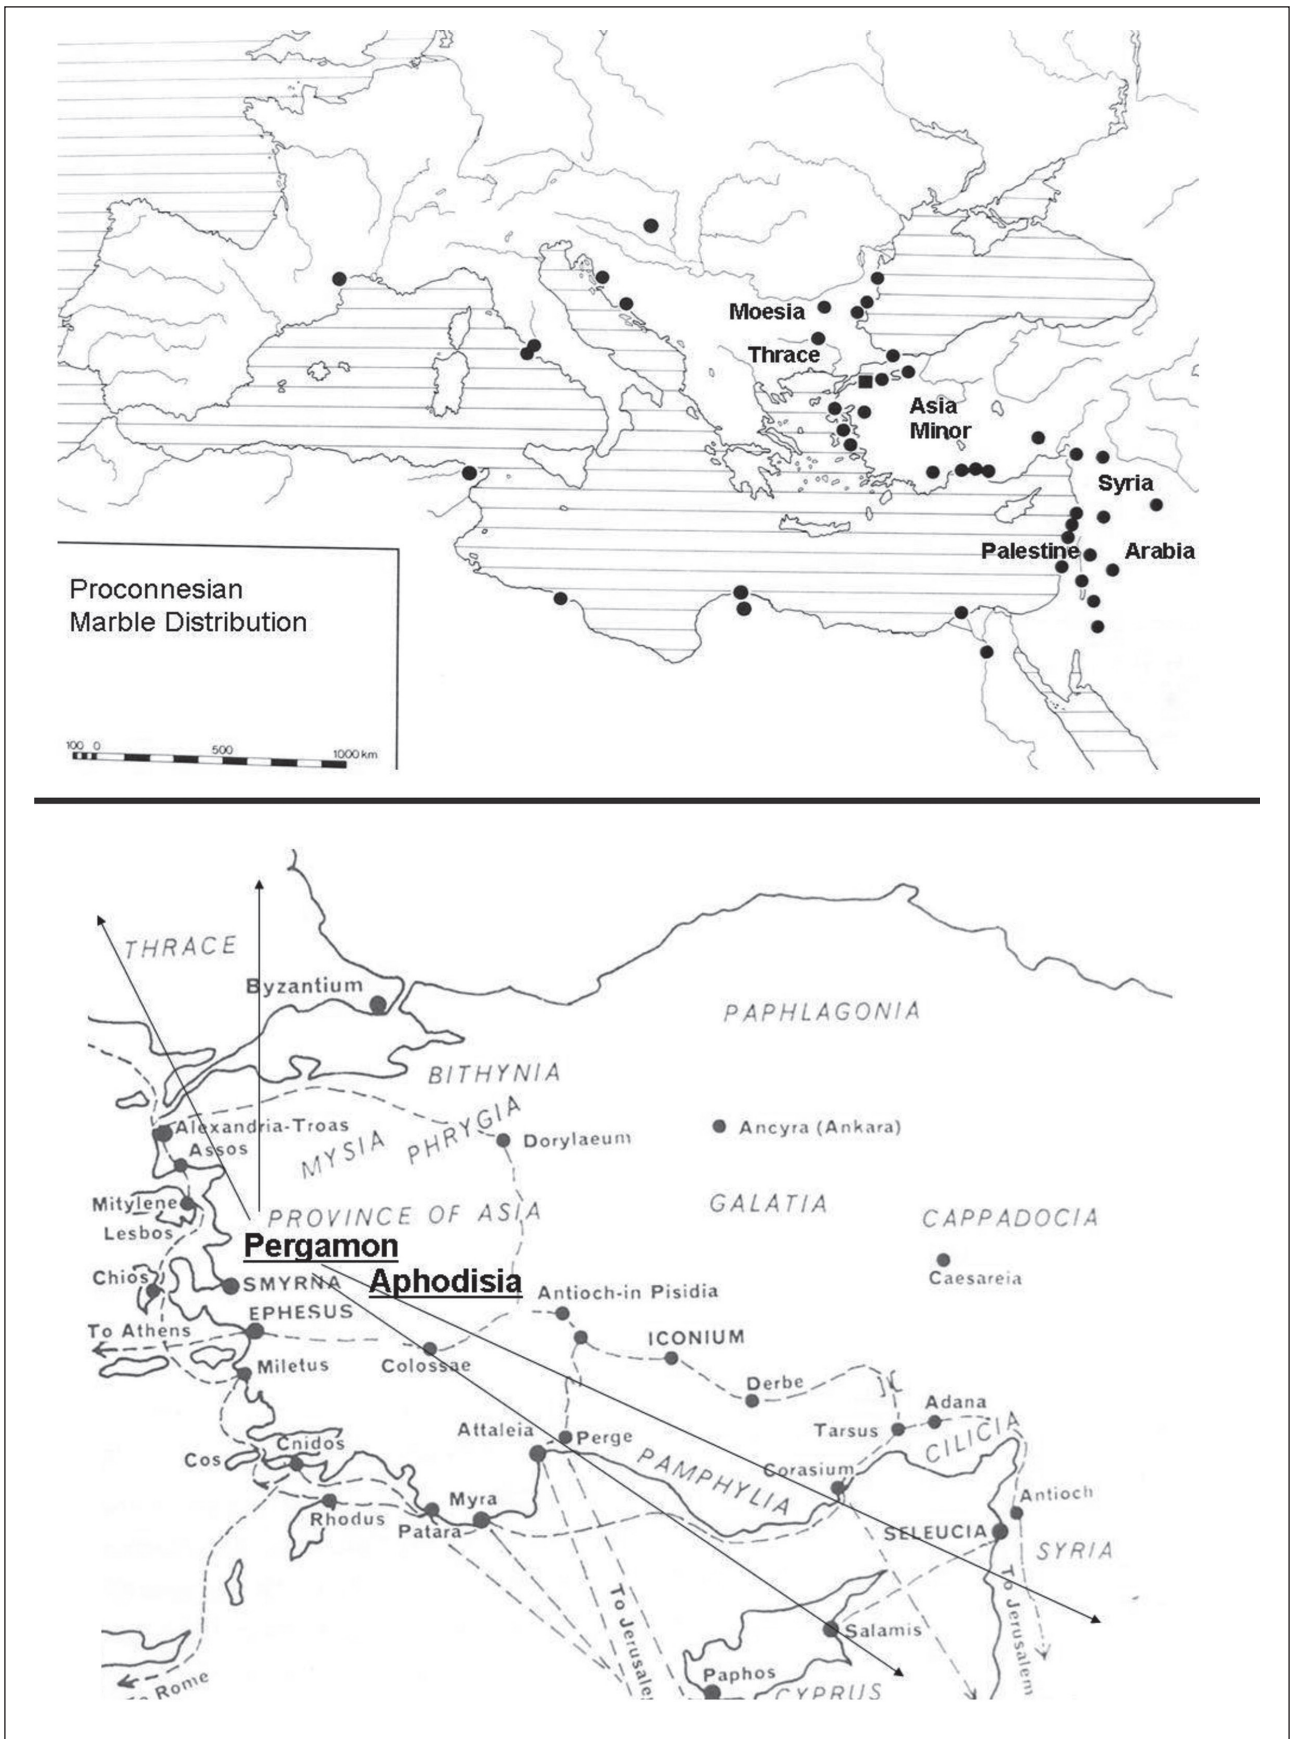 Moesia
Thrace
Asia
Minor
Syria
Palestine
Arabia
Proconnesian
Marble Distribution
100 0 500 1000 km
THRACE
Byzantium
PAPHLAGONIA
BITHYNIA
Alexandria-Troas
Assos
MYSIA
PHRYGIA
Dorylaeum
Ancyra (Ankara)
Mitylene
Lesbos
PROVINCE OF ASIA
GALATIA
CAPPADOCIA
Pergamon
Caesareia
Chios
SMYRNA
Aphodisia
Antioch-in Pisidia
EPHESUS
To Athens
ICONIUM
Miletus
Colossae
Derbe
Adana
Attaleia
Perge
Tarsus
CILICIA
Cnidos
Cos
PAMPHYLIA
Corasium
Antioch
Rhodus
Myra
Patara
SELEUCIA
SYRIA
To Jerusalem
To Jerusale
Salamis
Paphos
CYPRUS
Rome